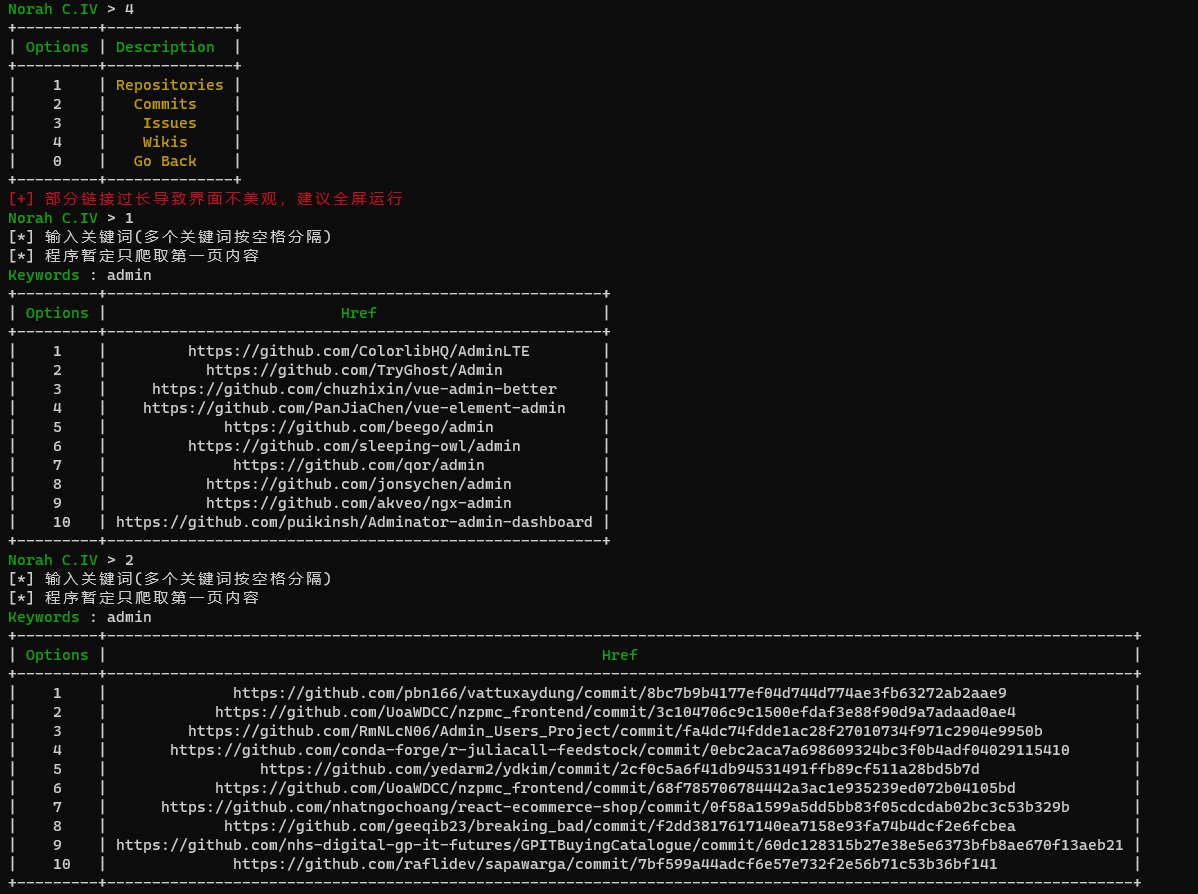 Norah C.IV > 4
+---------+--------------+
| Options | Description |
+---------+--------------+
| 1 | Repositories |
| 2 | Commits |
| 3 | Issues |
| 4 | Wikis |
| 0 | Go Back |
+---------+--------------+
[+] 部分链接过长导致界面不美观，建议全屏运行
Norah C.IV > 1
[*] 输入关键词(多个关键词按空格分隔)
[*] 程序暂定只爬取第一页内容
Keywords : admin
+---------+-------------------------------------------------------+
| Options | Href |
+---------+-------------------------------------------------------+
| 1 | https://github.com/ColorlibHQ/AdminLTE |
| 2 | https://github.com/TryGhost/Admin |
| 3 | https://github.com/chuzhixin/vue-admin-better |
| 4 | https://github.com/PanJiaChen/vue-element-admin |
| 5 | https://github.com/beego/admin |
| 6 | https://github.com/sleeping-owl/admin |
| 7 | https://github.com/qor/admin |
| 8 | https://github.com/jonsychen/admin |
| 9 | https://github.com/akveo/ngx-admin |
| 10 | https://github.com/puikinsh/Adminator-admin-dashboard |
+---------+-------------------------------------------------------+
Norah C.IV > 2
[*] 输入关键词(多个关键词按空格分隔)
[*] 程序暂定只爬取第一页内容
Keywords : admin
+---------+------------------------------------------------------------------------------------------------------------------+
| Options | Href |
+---------+------------------------------------------------------------------------------------------------------------------+
| 1 | https://github.com/pbn166/vattuxaydung/commit/8bc7b9b4177ef04d744d774ae3fb63272ab2aae9 |
| 2 | https://github.com/UoaWDCC/nzpmc_frontend/commit/3c104706c9c1500efdaf3e88f90d9a7adaad0ae4 |
| 3 | https://github.com/RmNLcN06/Admin_Users_Project/commit/fa4dc74fdde1ac28f27010734f971c2904e9950b |
| 4 | https://github.com/conda-forge/r-juliacall-feedstock/commit/0ebc2aca7a698609324bc3f0b4adf04029115410 |
| 5 | https://github.com/yedarm2/ydkim/commit/2cf0c5a6f41db94531491ffb89cf511a28bd5b7d |
| 6 | https://github.com/UoaWDCC/nzpmc_frontend/commit/68f785706784442a3ac1e935239ed072b04105bd |
| 7 | https://github.com/nhatngochoang/react-ecommerce-shop/commit/0f58a1599a5dd5bb83f05cdcdab02bc3c53b329b |
| 8 | https://github.com/geeqib23/breaking_bad/commit/f2dd3817617140ea7158e93fa74b4dcf2e6fcbea |
| 9 | https://github.com/nhs-digital-gp-it-futures/GPITBuyingCatalogue/commit/60dc128315b27e38e5e6373bfb8ae670f13aeb21 |
| 10 | https://github.com/raflidev/sapawarga/commit/7bf599a44adcf6e57e732f2e56b71c53b36bf141 |
+---------+------------------------------------------------------------------------------------------------------------------+